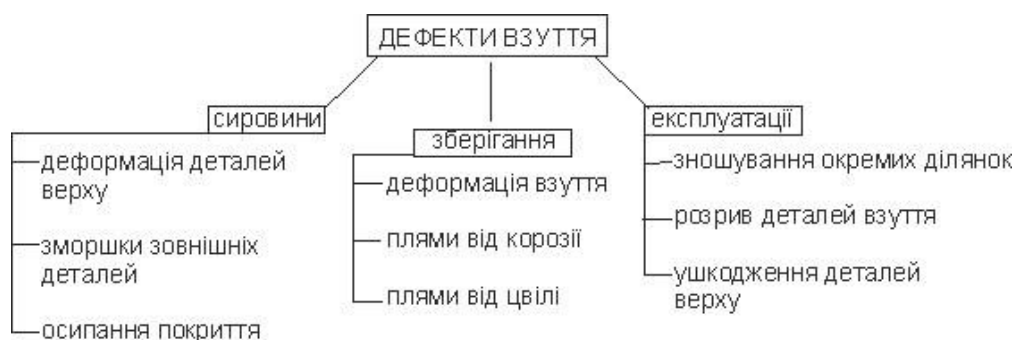 ДЕФЕКТИ ВЗУТТЯ
сировини
деформація деталей
верху
зморшки зовнішніх
деталей
осипання покриття
зберігання
деформація взуття
плями від корозії
плями від цвілі
експлуатації
зношування окремих ділянок
розрив деталей взуття
ушкодження деталей
верху